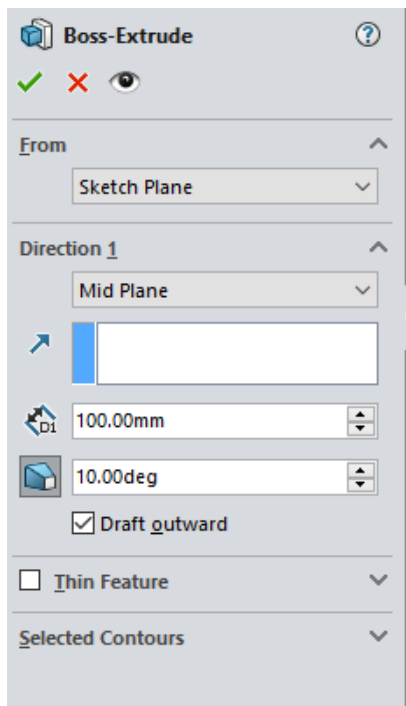 Boss-Extrude
From
Sketch Plane
Direction 1
Mid Plane
D1
100.00mm
10.00deg
Draft outward
Thin Feature
Selected Contours